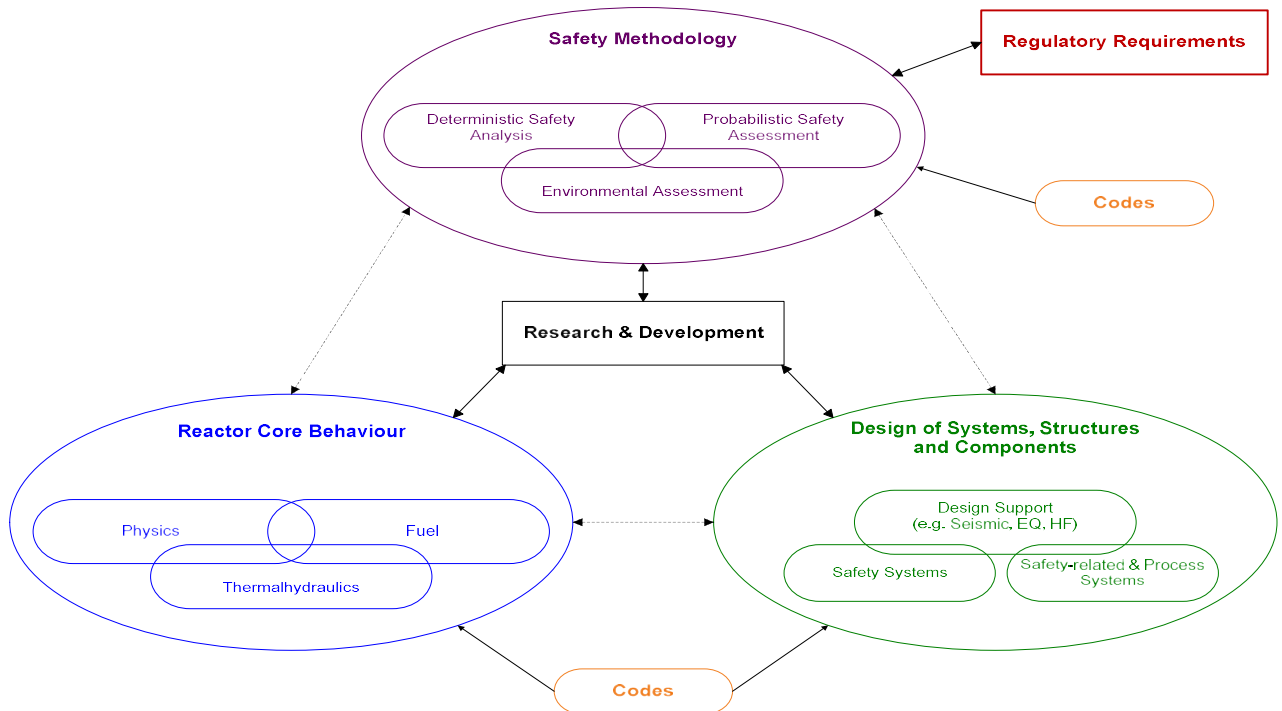 Safety Methodology
Regulatory Requirements
Deterministic Safety
Analysis
Probabilistic Safety
Assessment
Environmental Assessment
Codes
Research & Development
Reactor Core Behaviour
Physics
Fuel
Thermalhydraulics
Design of Systems, Structures
and Components
Design Support
(e.g. Seismic, EQ, HF)
Safety Systems
Safety-related & Process
Systems
Codes